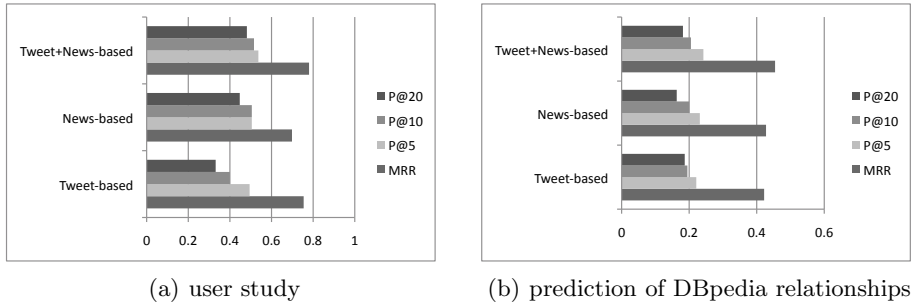 Tweet+News-based
News-based
Tweet-based
P@20
P@10
P@5
MRR
0 0.2 0.4 0.6 0.8 1
(a) user study
Tweet+News-based
News-based
Tweet-based
P@20
P@10
P@5
MRR
0 0.2 0.4 0.6
(b) prediction of DBpedia relationships